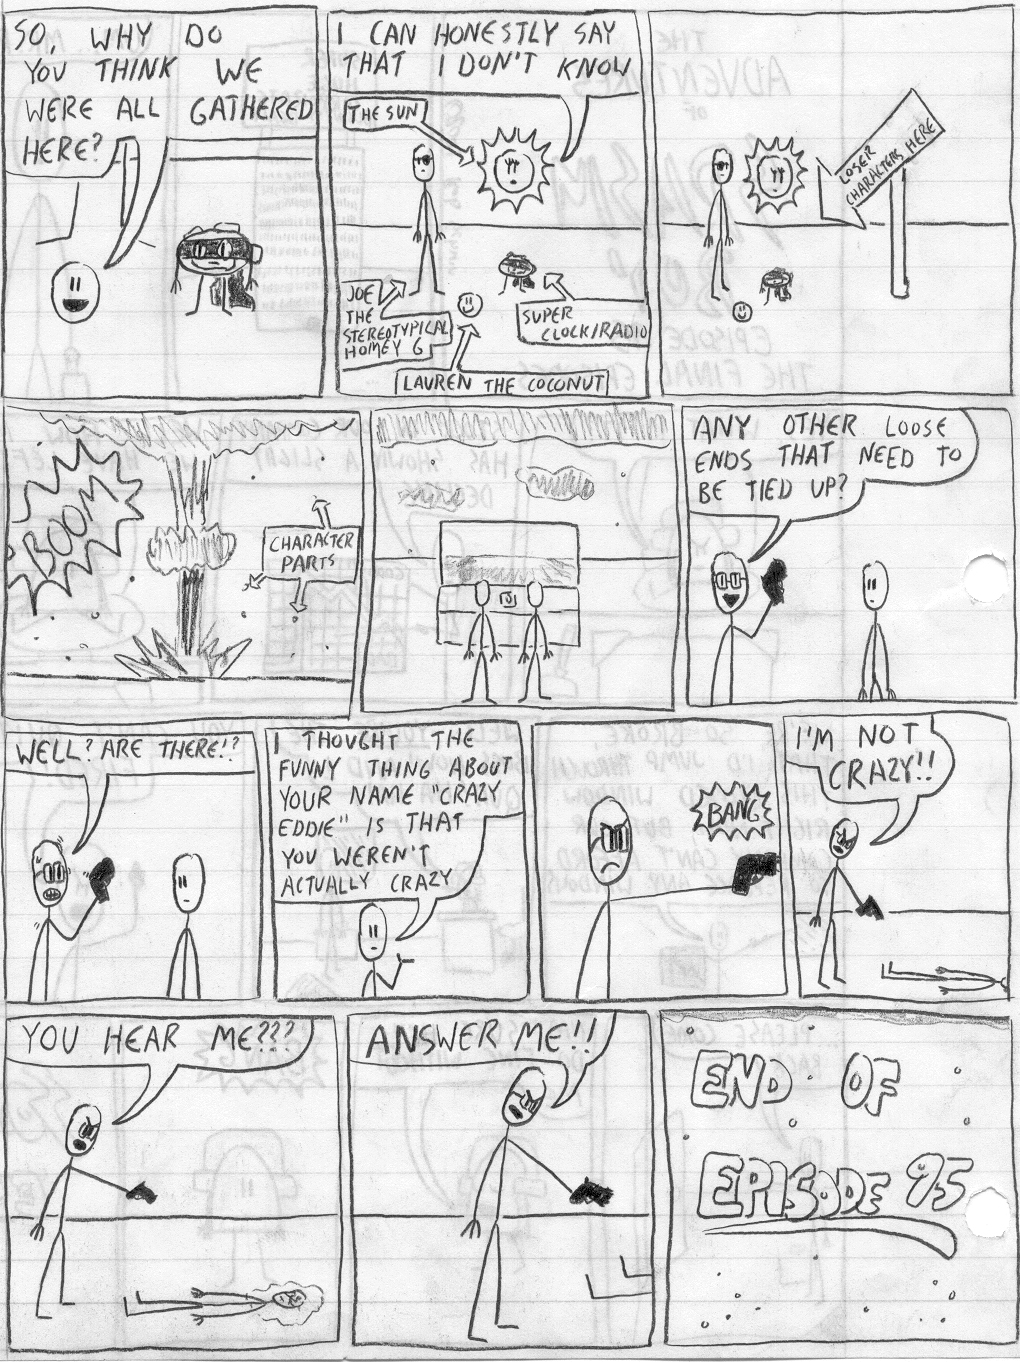 SO, WHY DO
YOU THINK WE
WERE ALL GATHERED
HERE?
I CAN HONESTLY SAY
THAT I DON'T KNOW
THE SUN
JOE
THE
STEREOTYPICAL
HOMEY G
SUPER
CLOCK/RADIO
LAUREN THE COCONUT
LOSER
CHARACTERS HERE
BOOM
CHARACTER
PARTS
ANY OTHER LOOSE
ENDS THAT NEED TO
BE TIED UP?
WELL? ARE THERE!?
I THOUGHT THE
FUNNY THING ABOUT
YOUR NAME "CRAZY
EDDIE" IS THAT
YOU WEREN'T
ACTUALLY CRAZY
BANG
I'M NOT
CRAZY!!
YOU HEAR ME???
ANSWER ME!!
END OF
EPISODE 95